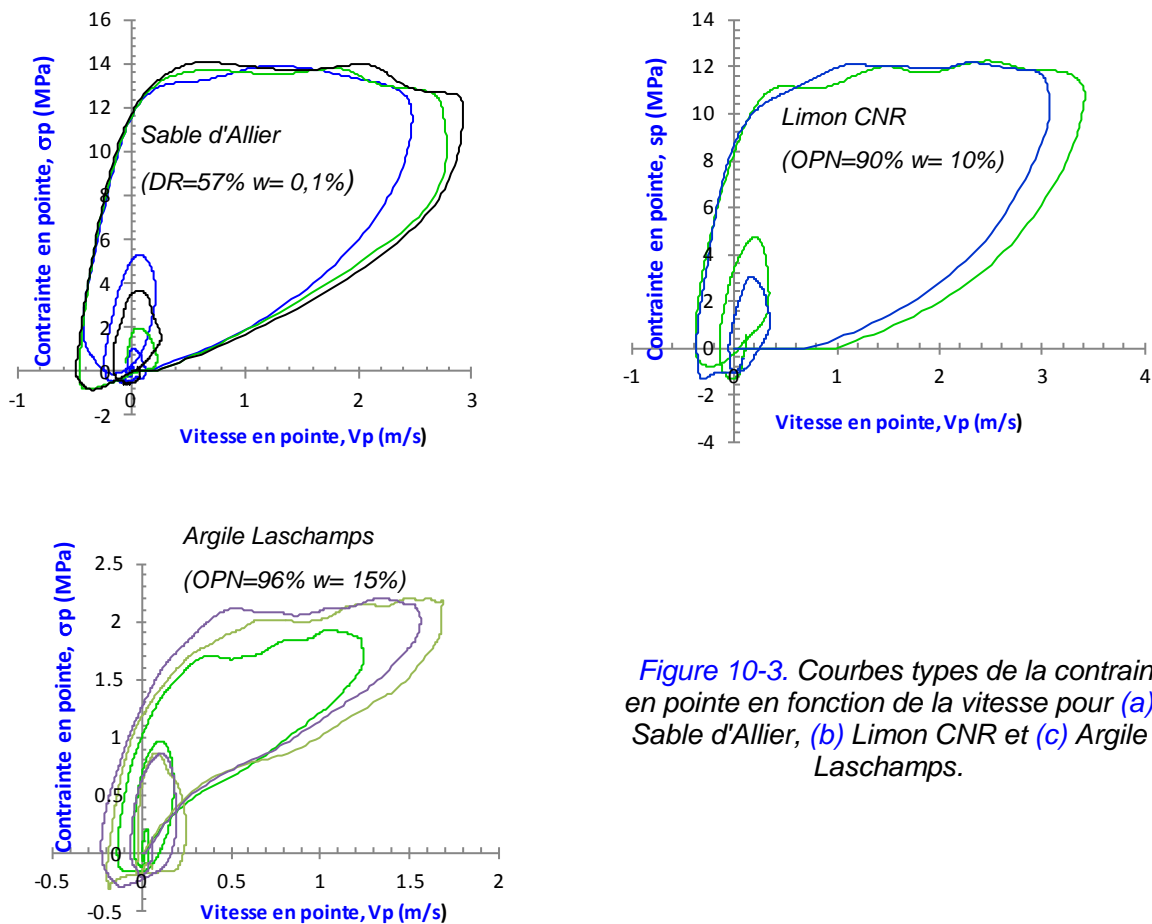 16
14
12
10
8
6
4
2
0
-2
-1
0
1
2
3
Contrainte en pointe, σp (MPa)
Sable d'Allier
(DR=57% w= 0,1%)
Vitesse en pointe, Vp (m/s)
14
12
10
8
6
4
2
0
-2
-4
-1
0
1
2
3
4
Contrainte en pointe, sp (MPa)
Limon CNR
(OPN=90% w= 10%)
Vitesse en pointe, Vp (m/s)
2.5
2
1.5
1
0.5
0
-0.5
-0.5
0
0.5
1
1.5
2
Contrainte en pointe, σp (MPa)
Argile Laschamps
(OPN=96% w= 15%)
Vitesse en pointe, Vp (m/s)
Figure 10-3. Courbes types de la contrain
en pointe en fonction de la vitesse pour (a)
Sable d'Allier, (b) Limon CNR et (c) Argile
Laschamps.